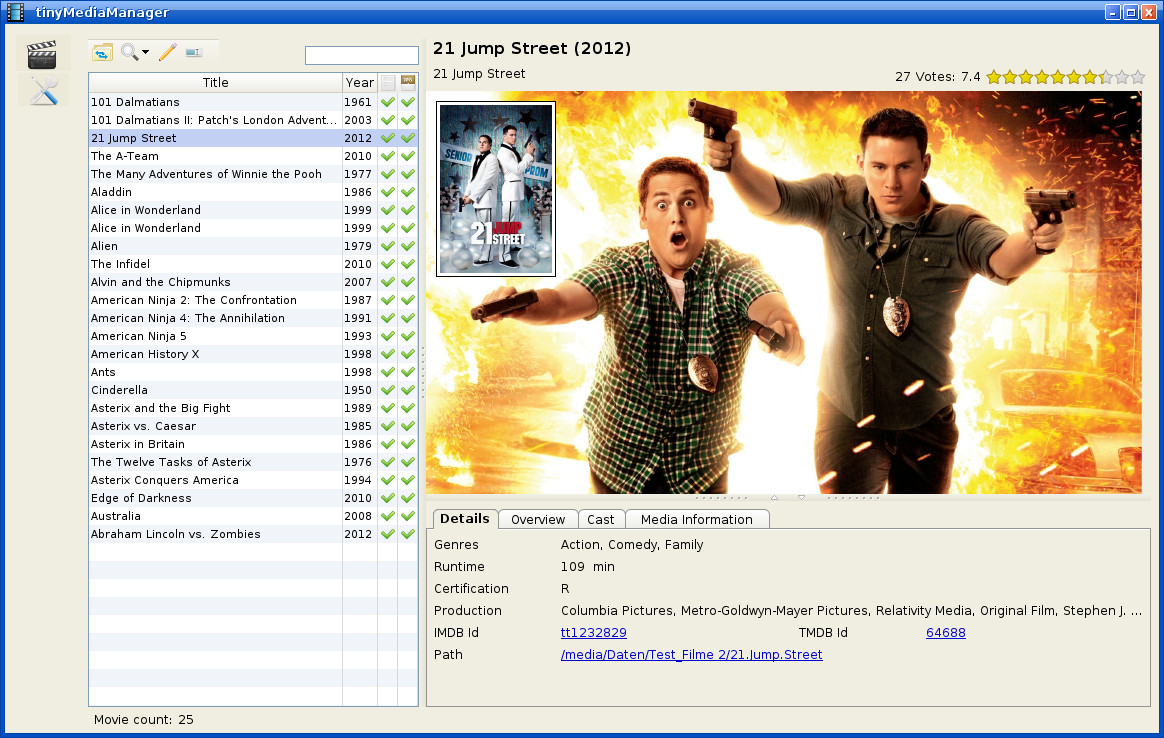 tinyMediaManager
Title Year
101 Dalmatians 1961
101 Dalmatians II: Patch's London Advent... 2003
21 Jump Street 2012
The A-Team 2010
The Many Adventures of Winnie the Pooh 1977
Aladdin 1986
Alice in Wonderland 1999
Alice in Wonderland 1999
Alien 1979
The Infidel 2010
Alvin and the Chipmunks 2007
American Ninja 2: The Confrontation 1987
American Ninja 4: The Annihilation 1991
American Ninja 5 1993
American History X 1998
Ants 1998
Cinderella 1950
Asterix and the Big Fight 1989
Asterix vs. Caesar 1985
Asterix in Britain 1986
The Twelve Tasks of Asterix 1976
Asterix Conquers America 1994
Edge of Darkness 2010
Australia 2008
Abraham Lincoln vs. Zombies 2012
Movie count: 25
21 Jump Street (2012)
21 Jump Street
27 Votes: 7.4
SENIOR PROM
21 JUMP
STREET
Details Overview Cast Media Information
Genres Action, Comedy, Family
Runtime 109 min
Certification R
Production Columbia Pictures, Metro-Goldwyn-Mayer Pictures, Relativity Media, Original Film, Stephen J. ...
IMDB Id tt1232829 TMDB Id 64688
Path /media/Daten/Test_Filme 2/21.Jump.Street